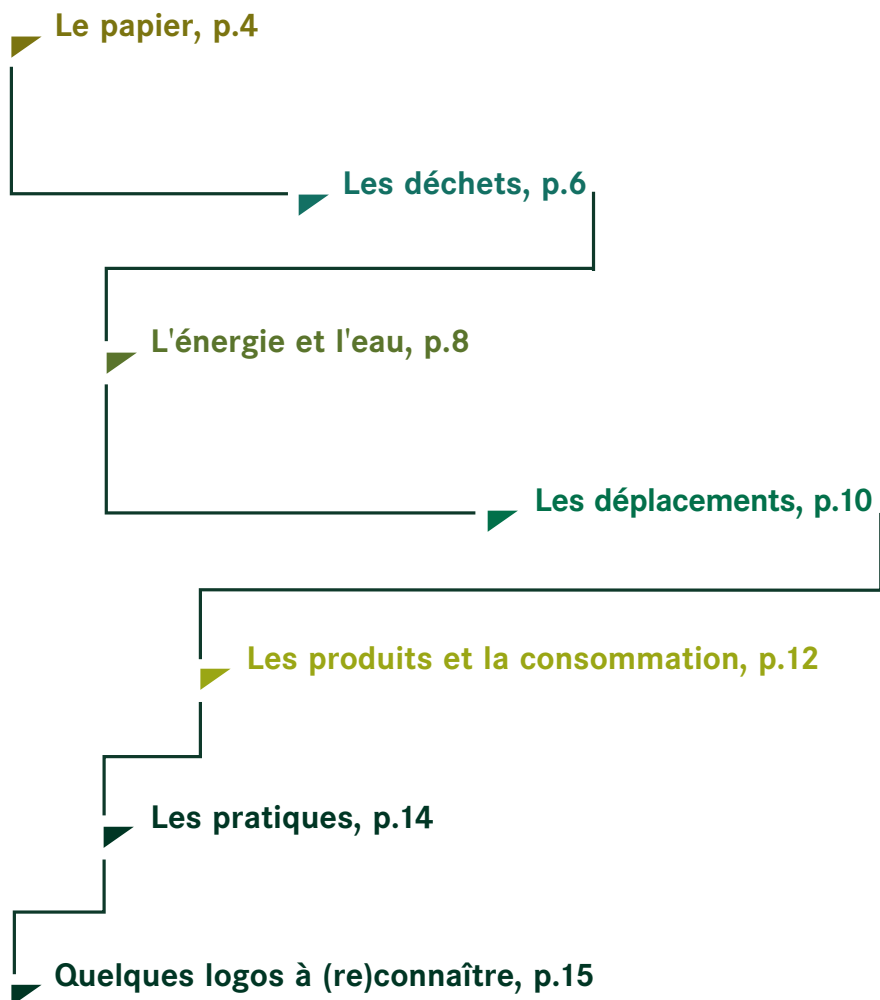 Le papier, p.4
Les déchets, p.6
L'énergie et l'eau, p.8
Les déplacements, p.10
Les produits et la consommation, p.12
Les pratiques, p.14
Quelques logos à (re)connaître, p.15